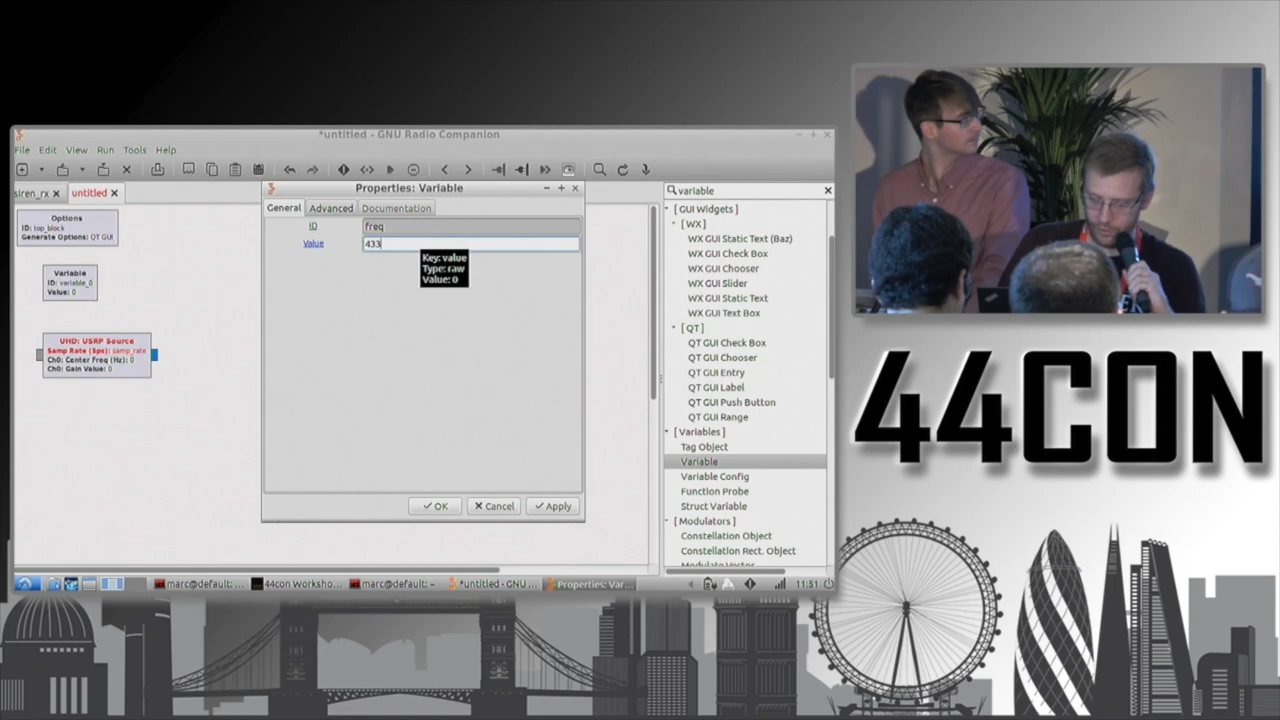 *untitled - GNU Radio Companion
File Edit View Run Tools Help
siren_rx untitled
Options
ID: top_block
Generate Options: QT GUI
Variable
ID: variable_0
Value: 0
UHD: USRP Source
Samp Rate (Sps): samp_rate
Ch0: Center Freq (Hz): 0
Ch0: Gain Value: 0
Properties: Variable
General Advanced Documentation
ID freq
Value 433
Key: value
Type: raw
Value: 0
OK Cancel Apply
variable
[ GUI Widgets ]
[ WX ]
WX GUI Static Text (Baz)
WX GUI Check Box
WX GUI Chooser
WX GUI Slider
WX GUI Static Text
WX GUI Text Box
[ QT ]
QT GUI Check Box
QT GUI Chooser
QT GUI Entry
QT GUI Label
QT GUI Push Button
QT GUI Range
[ Variables ]
Tag Object
Variable
Variable Config
Function Probe
Struct Variable
[ Modulators ]
Constellation Object
Constellation Rect. Object
Modulate Vector
marc@default: ... 44con Worksho... marc@default: ~ *untitled - GNU ... Properties: Var... 11:51
44CON